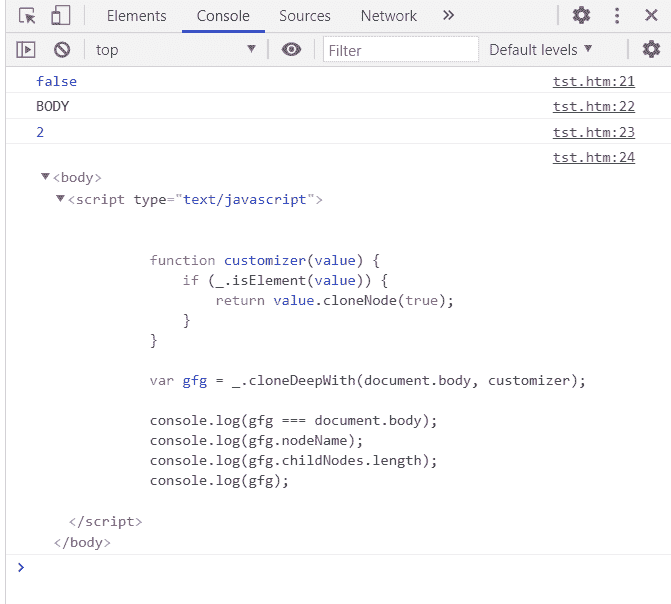 Elements Console Sources Network »
top Filter Default levels
false tst.htm:21
BODY tst.htm:22
2 tst.htm:23
tst.htm:24
<body>
<script type="text/javascript">
function customizer(value) {
if (_.isElement(value)) {
return value.cloneNode(true);
}
}
var gfg = _.cloneDeepWith(document.body, customizer);
console.log(gfg === document.body);
console.log(gfg.nodeName);
console.log(gfg.childNodes.length);
console.log(gfg);
</script>
</body>
>